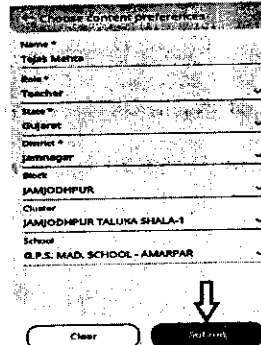 Choose content preferences
Name *
Tejas Mehta
Role *
Teacher
State *
Gujarat
District *
Jamnagar
Block
JAMJODHPUR
Cluster
JAMJODHPUR TALUKA SHALA-1
School
G.P.S. MAD. SCHOOL - AMARPAR
Clear
Submit